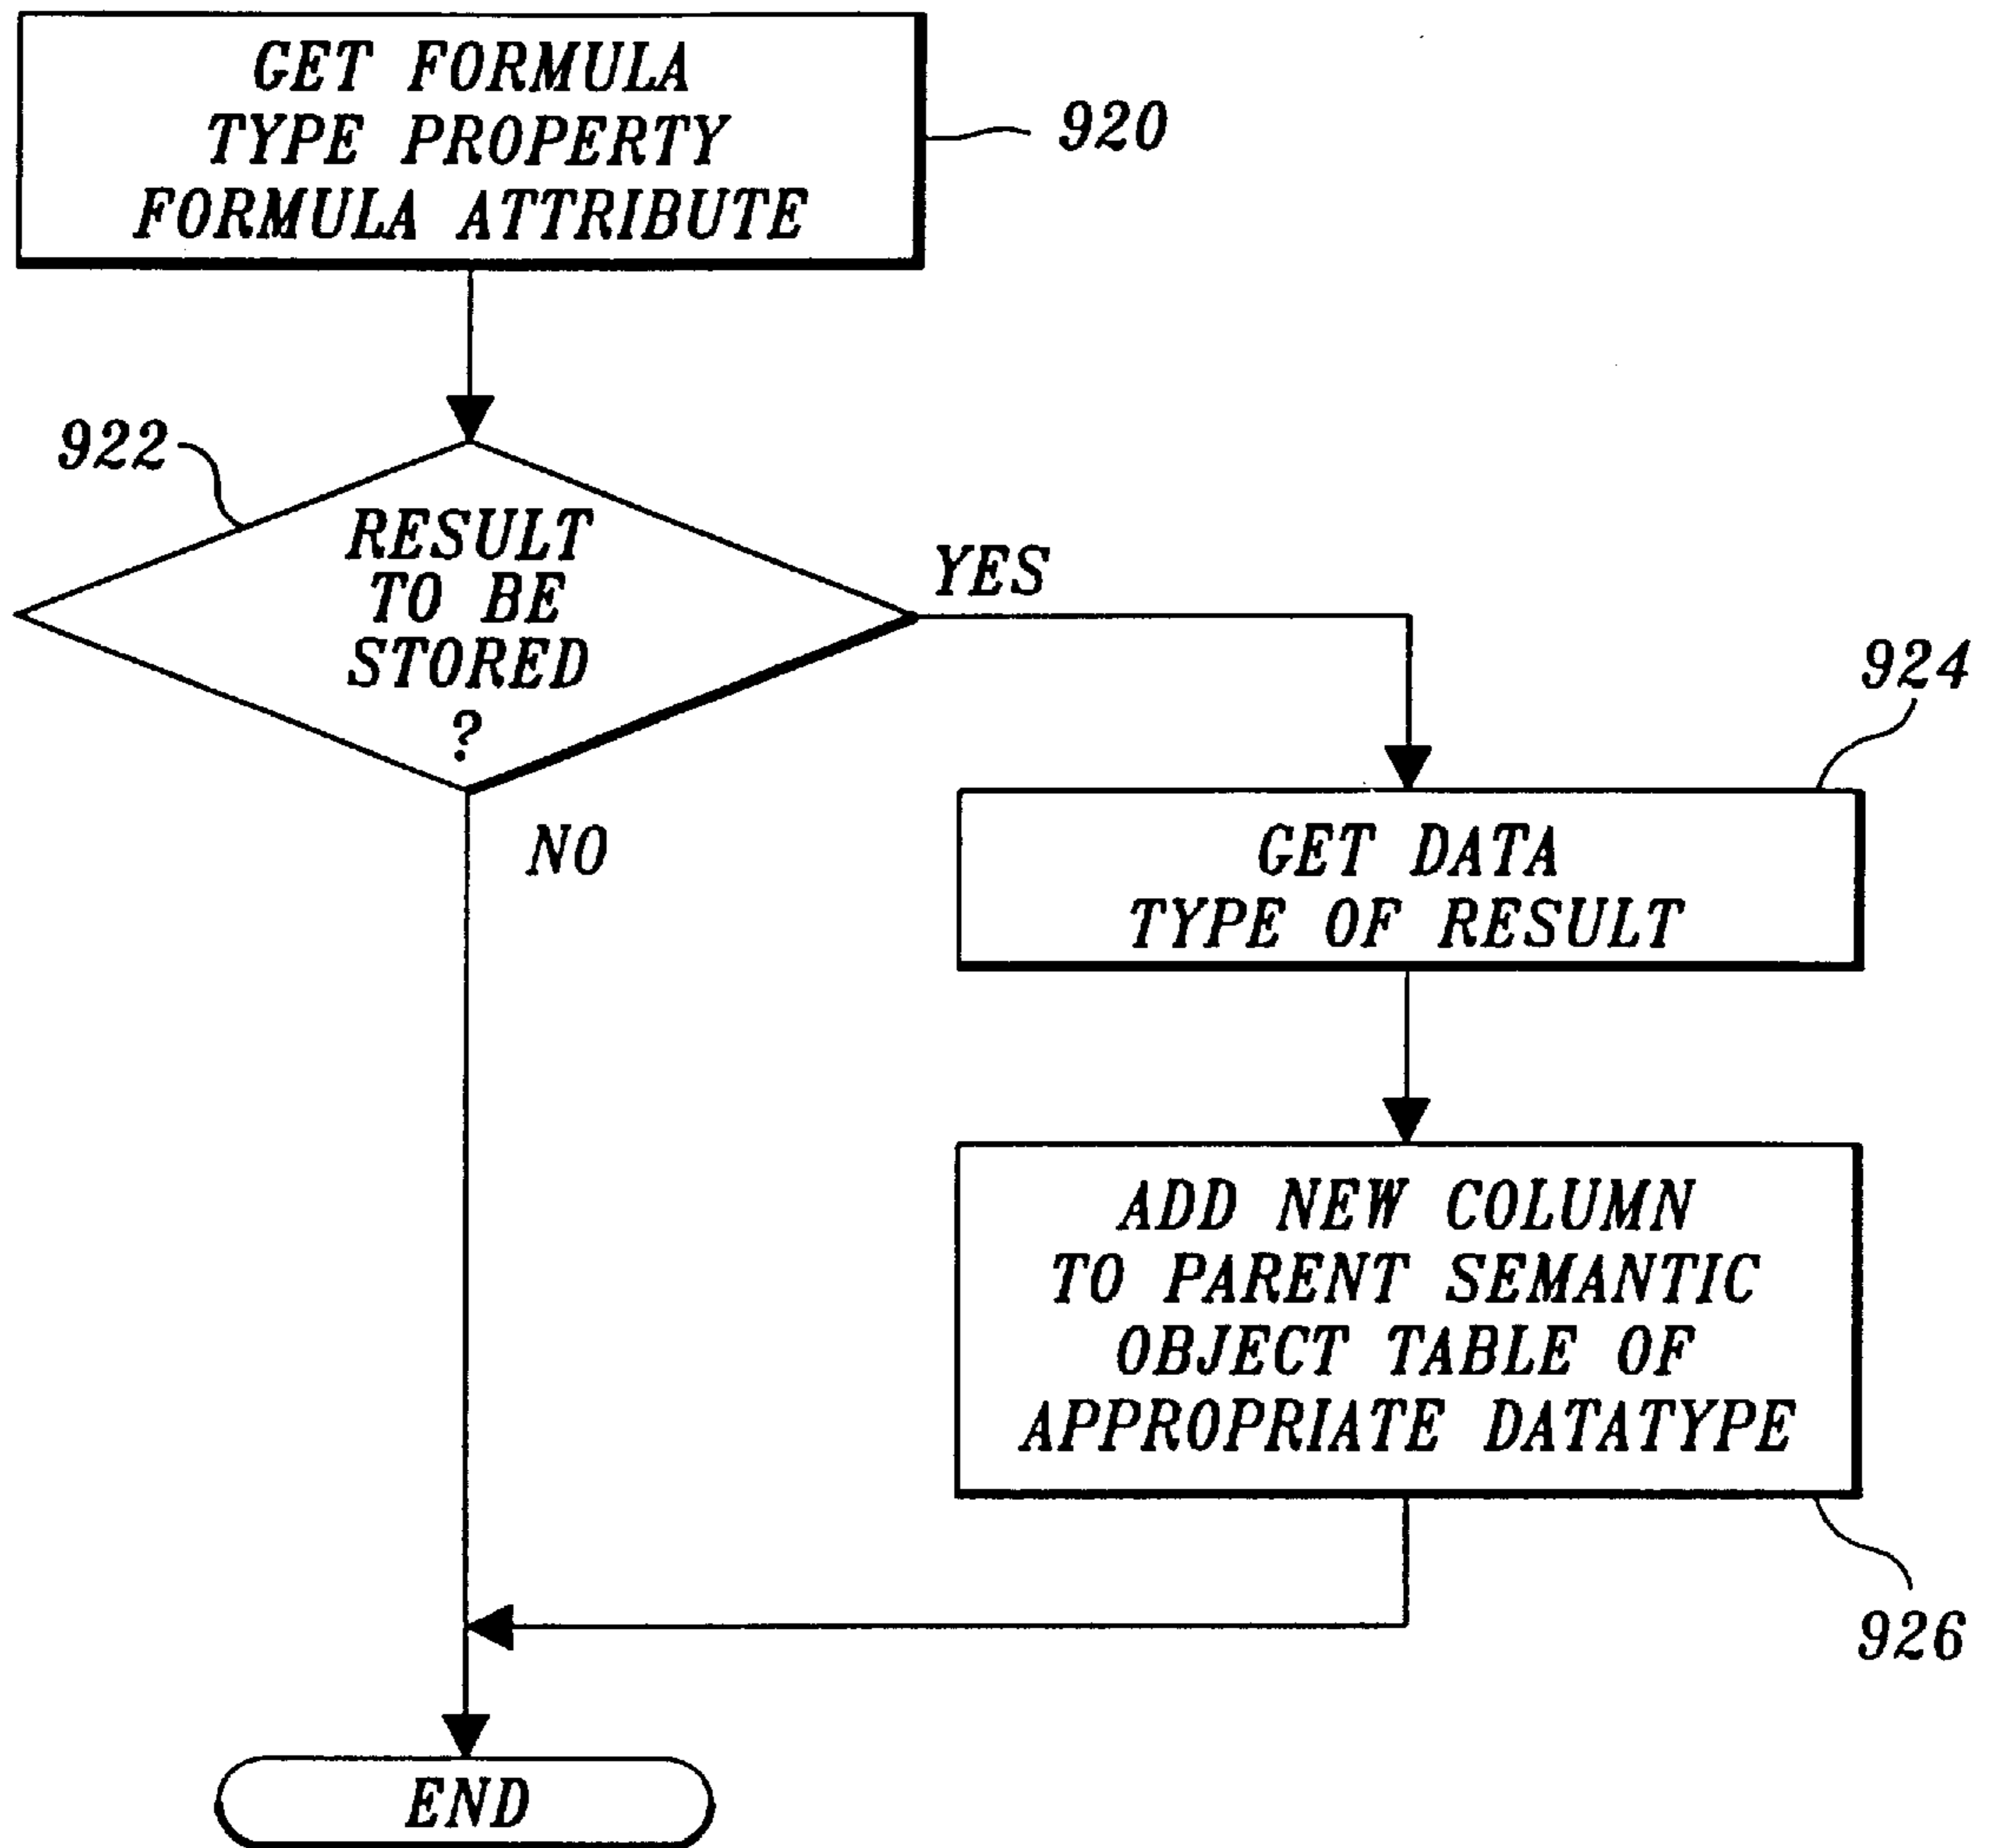 GET FORMULA
TYPE PROPERTY
FORMULA ATTRIBUTE
920
922
RESULT
TO BE
STORED
?
YES
NO
924
GET DATA
TYPE OF RESULT
ADD NEW COLUMN
TO PARENT SEMANTIC
OBJECT TABLE OF
APPROPRIATE DATATYPE
926
END